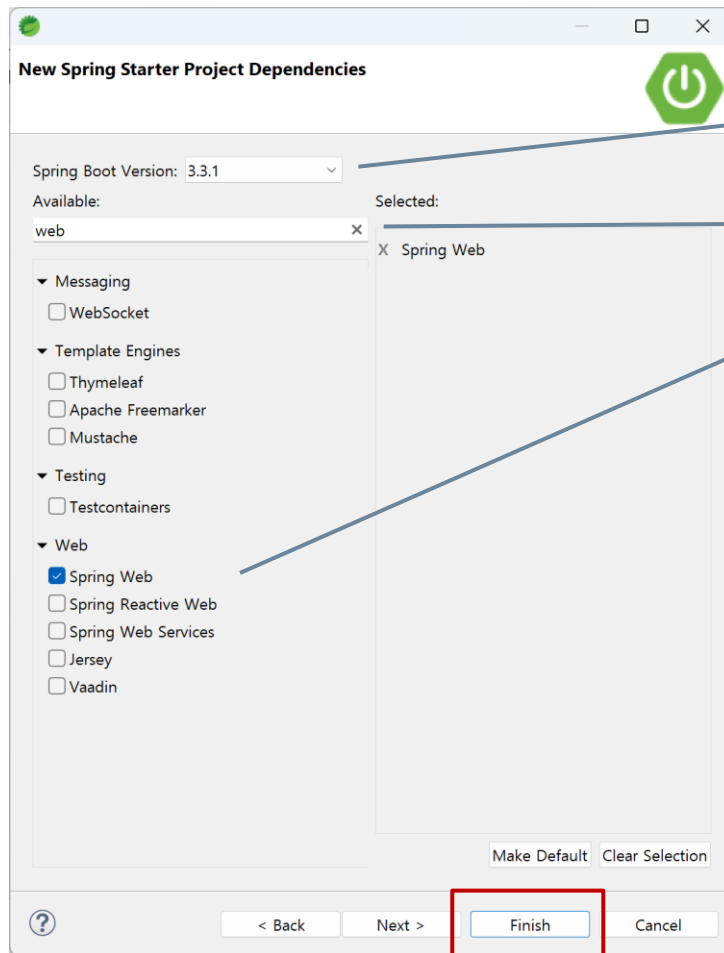 New Spring Starter Project Dependencies
Spring Boot Version: 3.3.1
Available:
Selected:
web
X Spring Web
Messaging
WebSocket
Template Engines
Thymeleaf
Apache Freemarker
Mustache
Testing
Testcontainers
Web
Spring Web
Spring Reactive Web
Spring Web Services
Jersey
Vaadin
Make Default Clear Selection
? < Back Next > Finish Cancel